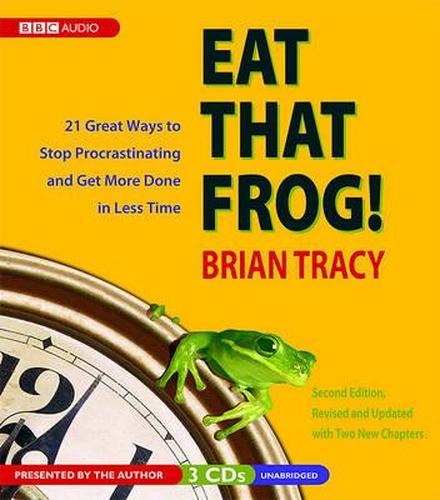 BBC AUDIO
EAT
THAT
FROG!
21 Great Ways to
Stop Procrastinating
and Get More Done
in Less Time
BRIAN TRACY
Second Edition,
Revised and Updated
with Two New Chapters
12
PRESENTED BY THE AUTHOR 3 CDs UNABRIDGED